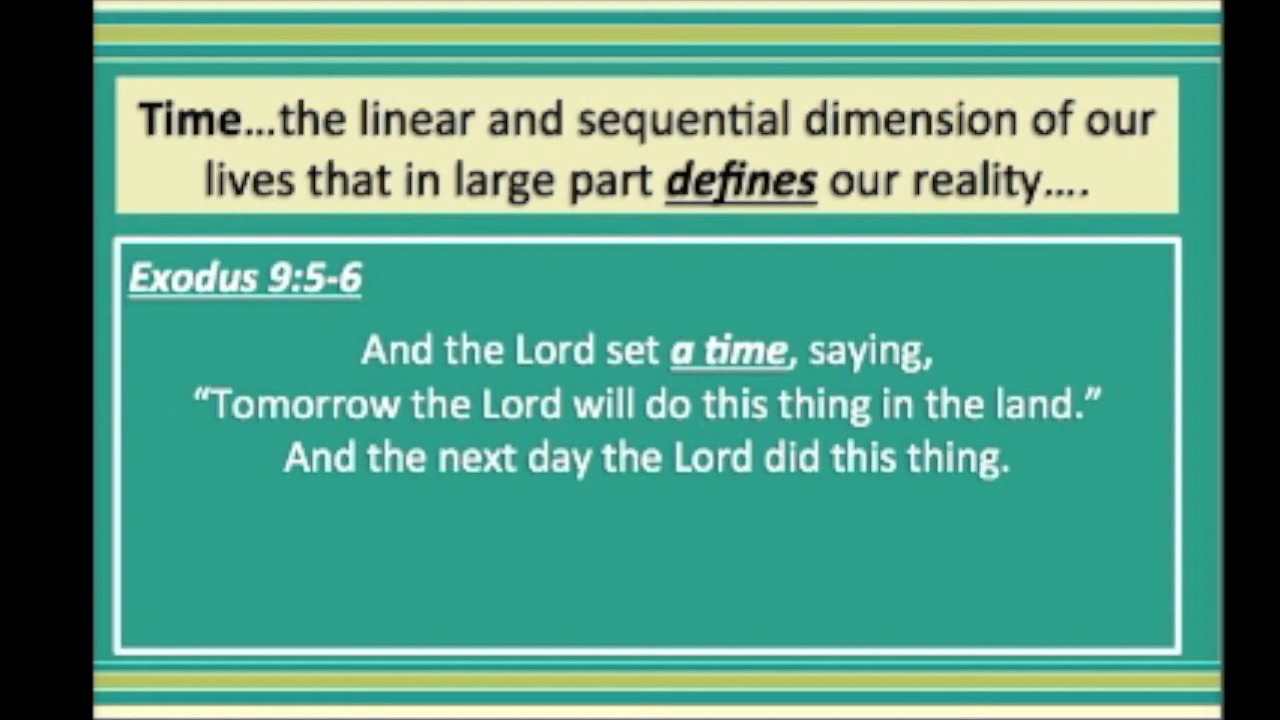 Time...the linear and sequential dimension of our
lives that in large part defines our reality....
Exodus 9:5-6
And the Lord set a time, saying,
“Tomorrow the Lord will do this thing in the land.”
And the next day the Lord did this thing.